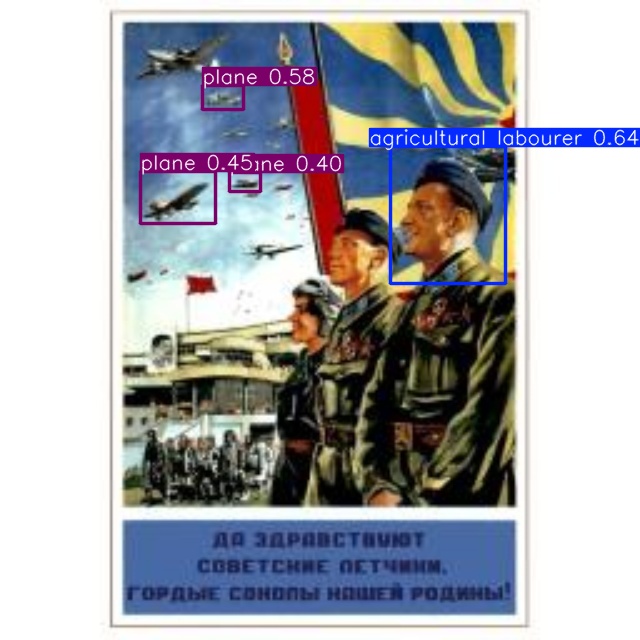 plane 0.58
agricultural labourer 0.64
plane 0.45
ne 0.40
ДА ЗДРАВСТВУЮТ
СОВЕТСКИЕ ЛЕТЧИКИ,
ГОРДЫЕ СОКОЛЫ НАШЕЙ РОДИНЫ!